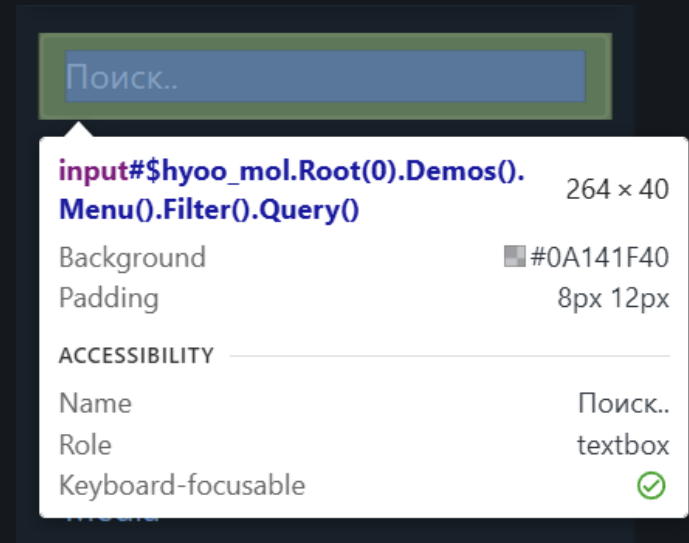 Поиск..
input#$hyoo_mol.Root(0).Demos().
Menu().Filter().Query()
264 × 40
Background #0A141F40
Padding 8px 12px
ACCESSIBILITY
Name Поиск..
Role textbox
Keyboard-focusable